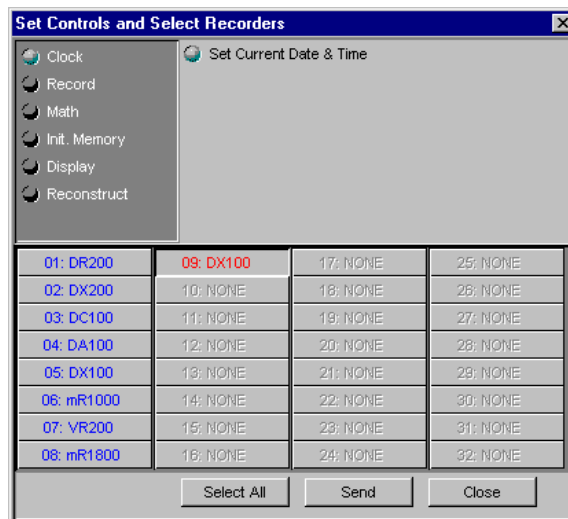 Set Controls and Select Recorders
Clock
Record
Math
Init. Memory
Display
Reconstruct
Set Current Date & Time
01: DR200 09: DX100 17: NONE 25: NONE
02: DX200 10: NONE 18: NONE 26: NONE
03: DC100 11: NONE 19: NONE 27: NONE
04: DA100 12: NONE 20: NONE 28: NONE
05: DX100 13: NONE 21: NONE 29: NONE
06: mR1000 14: NONE 22: NONE 30: NONE
07: VR200 15: NONE 23: NONE 31: NONE
08: mR1800 16: NONE 24: NONE 32: NONE
Select All Send Close